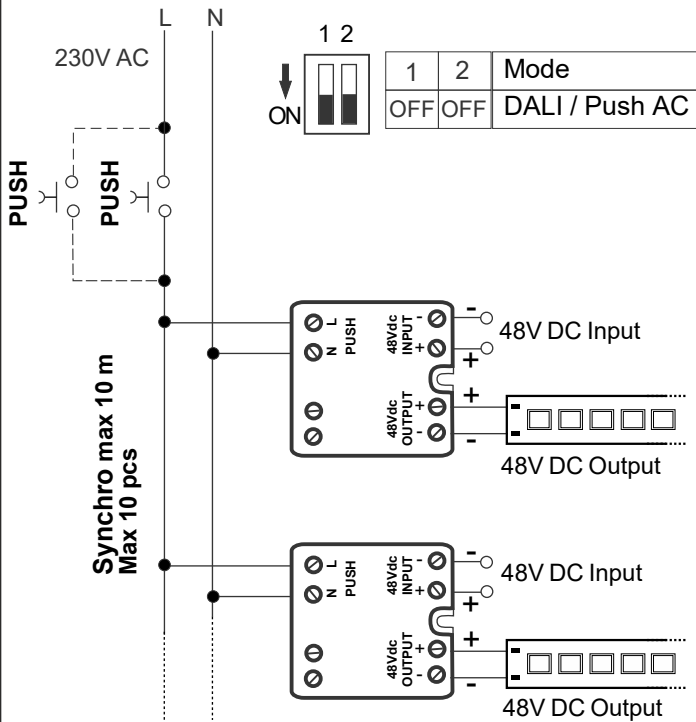 L N
230V AC
1 2
ON
1 2 Mode
OFF OFF DALI / Push AC
PUSH
PUSH
Synchro max 10 m
Max 10 pcs
L
N
PUSH
48Vdc
INPUT
-
+
48Vdc
OUTPUT
+
-
-
48V DC Input
+
+
-
48V DC Output
L
N
PUSH
48Vdc
INPUT
-
+
48Vdc
OUTPUT
+
-
-
48V DC Input
+
+
-
48V DC Output